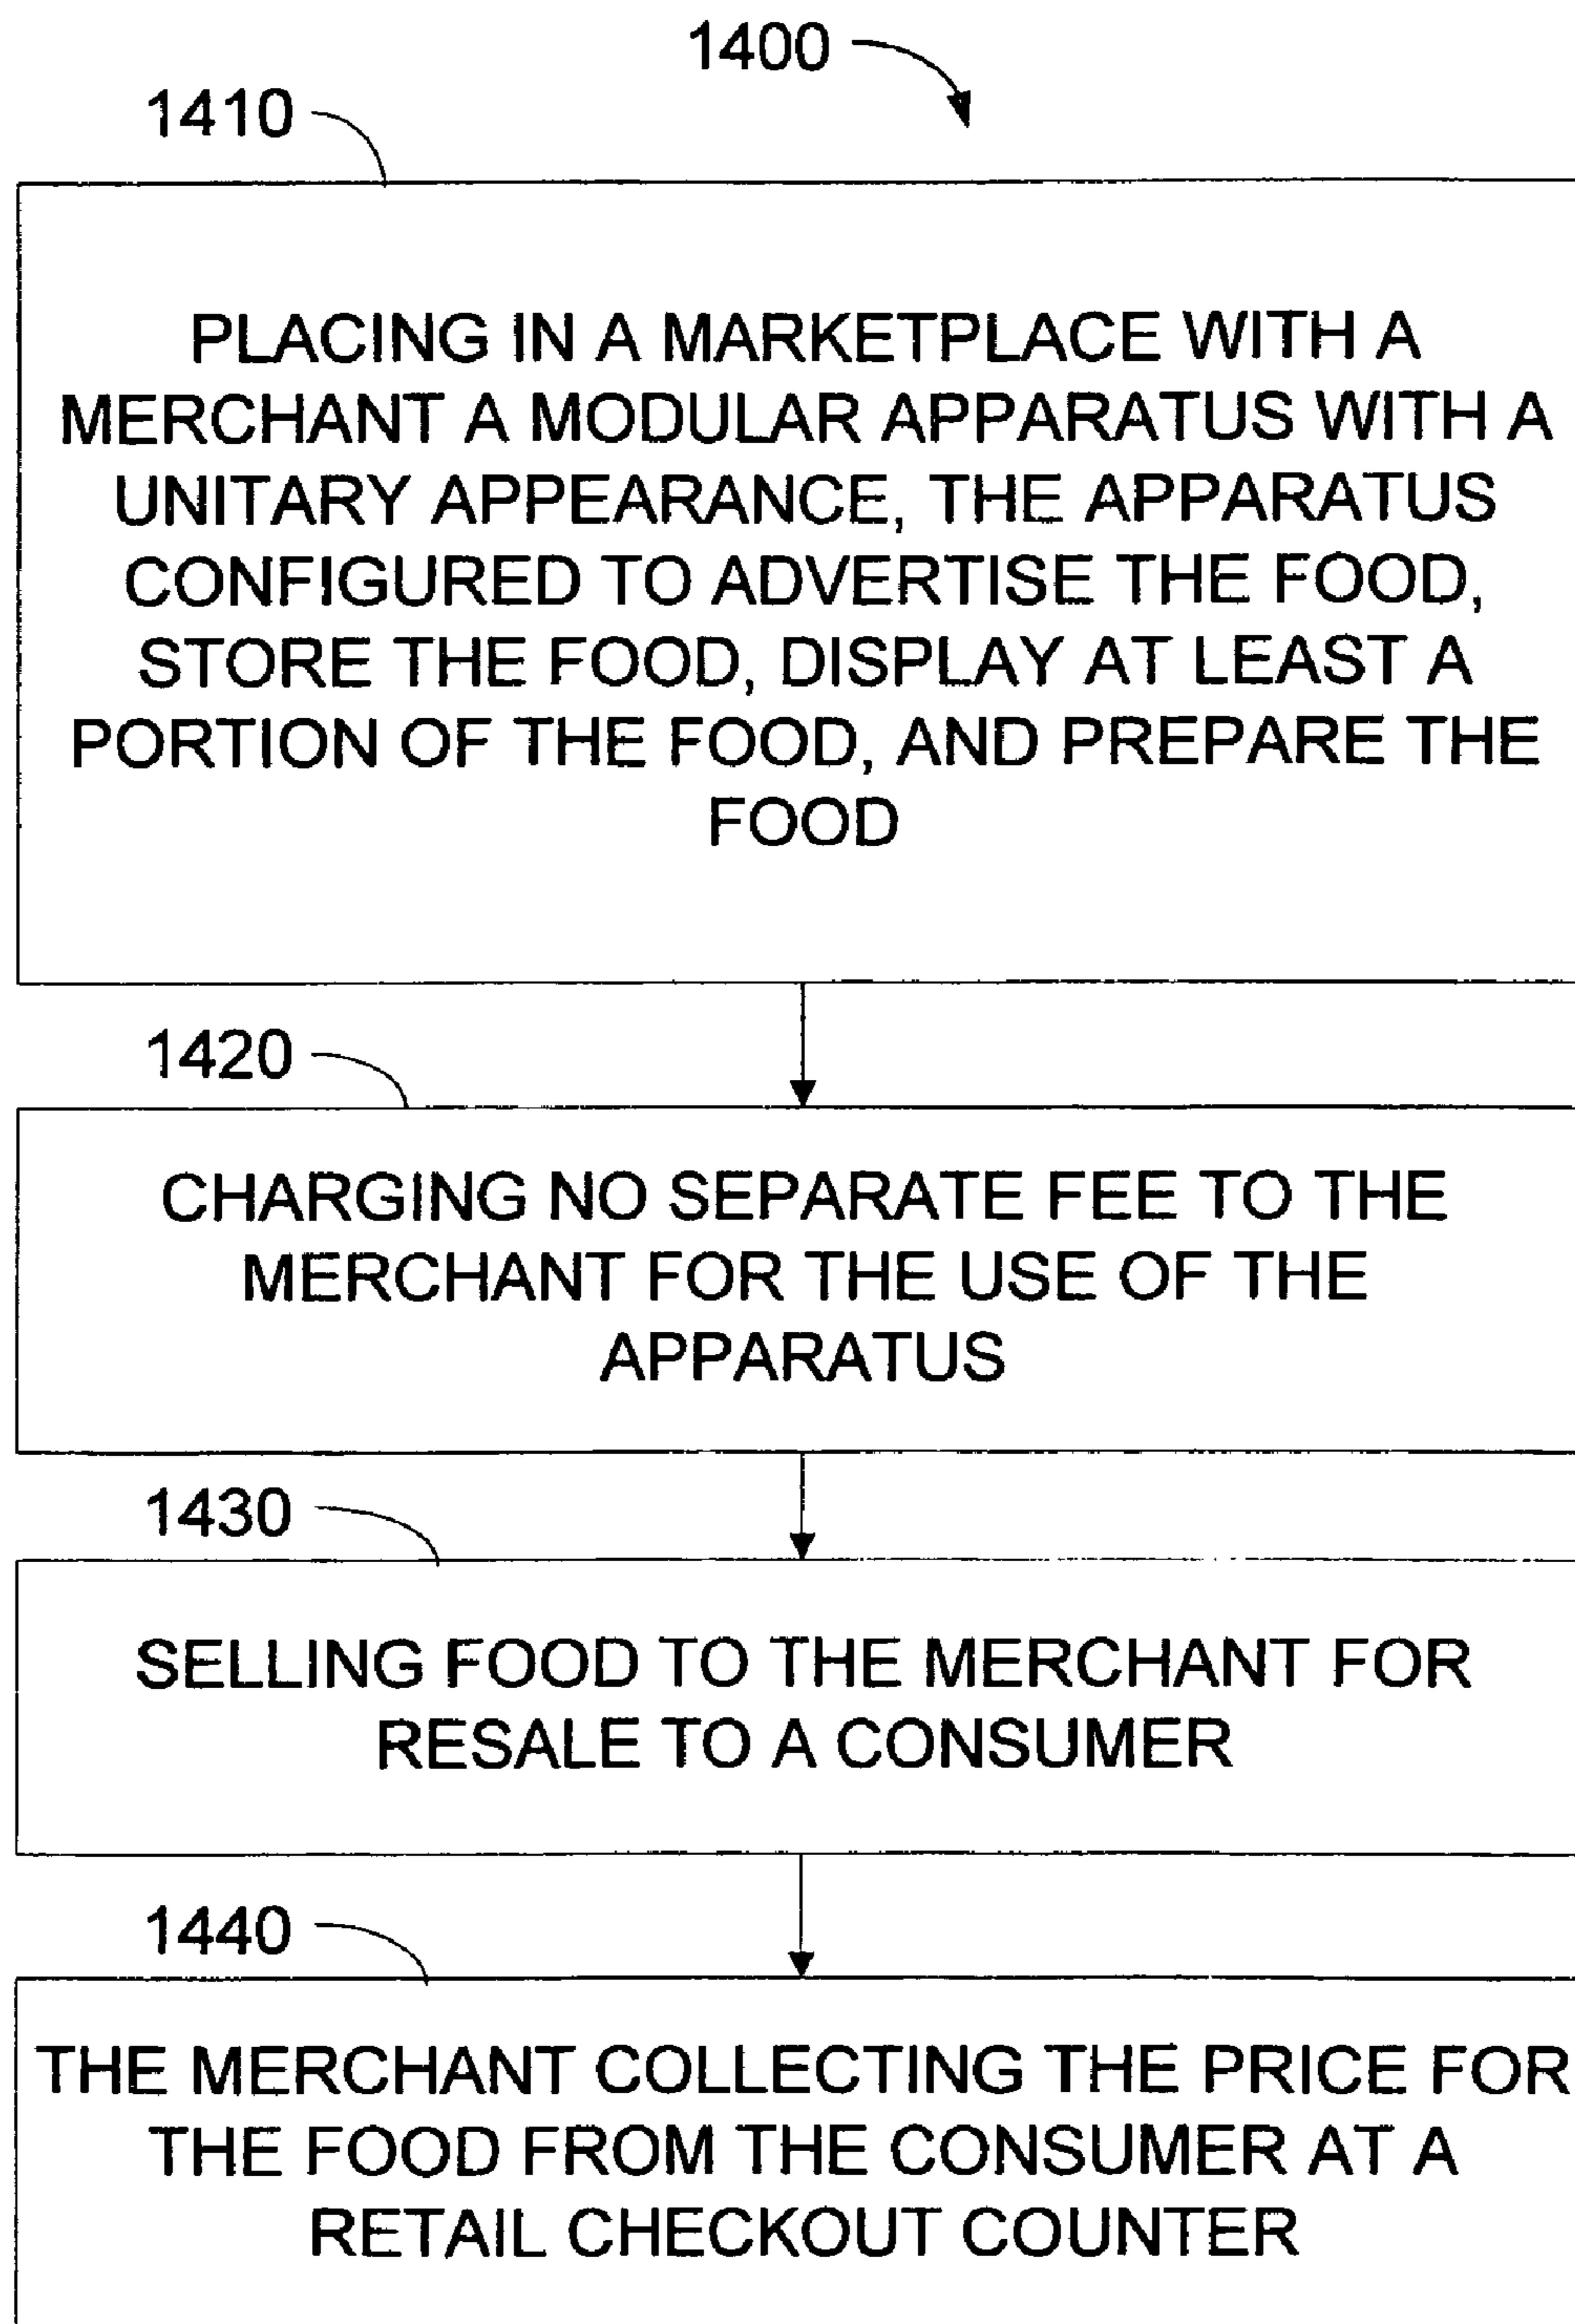 1400
1410
PLACING IN A MARKETPLACE WITH A
MERCHANT A MODULAR APPARATUS WITH A
UNITARY APPEARANCE, THE APPARATUS
CONFIGURED TO ADVERTISE THE FOOD,
STORE THE FOOD, DISPLAY AT LEAST A
PORTION OF THE FOOD, AND PREPARE THE
FOOD
1420
CHARGING NO SEPARATE FEE TO THE
MERCHANT FOR THE USE OF THE
APPARATUS
1430
SELLING FOOD TO THE MERCHANT FOR
RESALE TO A CONSUMER
1440
THE MERCHANT COLLECTING THE PRICE FOR
THE FOOD FROM THE CONSUMER AT A
RETAIL CHECKOUT COUNTER